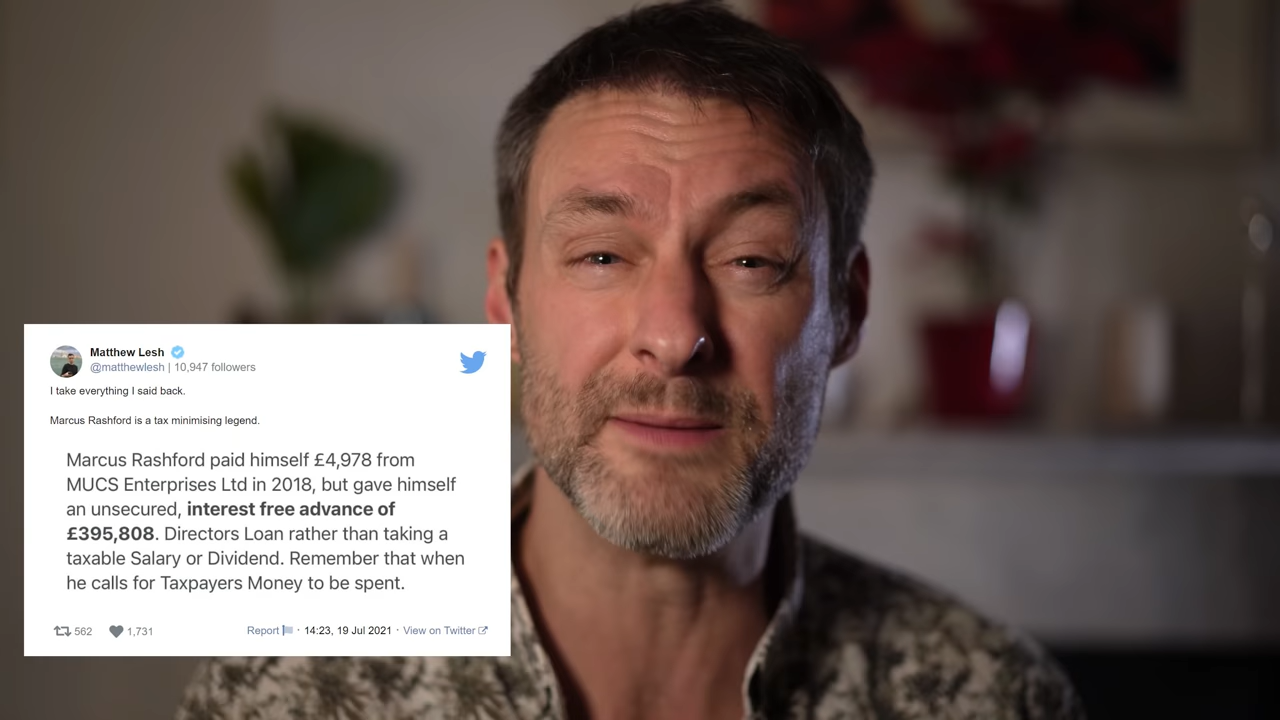 Matthew Lesh
@matthewlesh | 10,947 followers
I take everything I said back.
Marcus Rashford is a tax minimising legend.
Marcus Rashford paid himself £4,978 from
MUCS Enterprises Ltd in 2018, but gave himself
an unsecured, interest free advance of
£395,808. Directors Loan rather than taking a
taxable Salary or Dividend. Remember that when
he calls for Taxpayers Money to be spent.
562 1,731 Report · 14:23, 19 Jul 2021 · View on Twitter